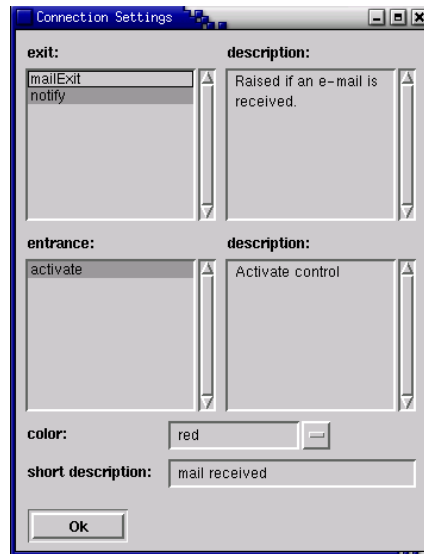 Connection Settings
exit:
description:
mailExit
notify
Raised if an e-mail is
received.
entrance:
description:
activate
Activate control
color:
red
short description:
mail received
Ok